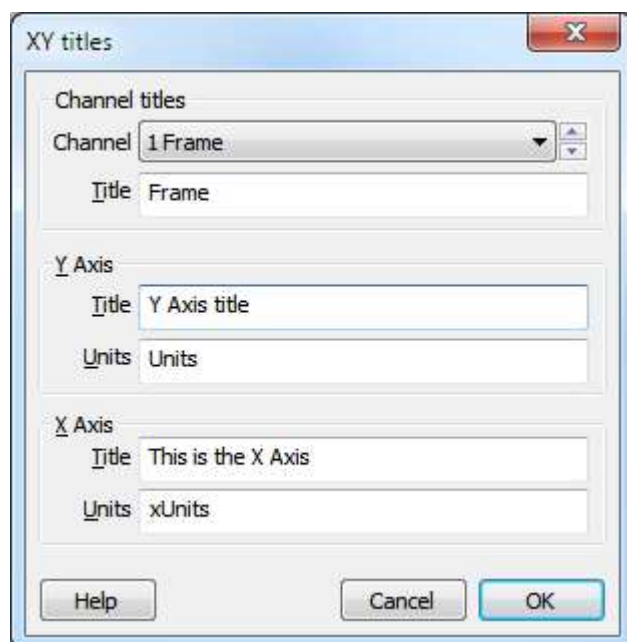 XY titles
Channel titles
Channel 1 Frame
Title Frame
Y Axis
Title Y Axis title
Units Units
X Axis
Title This is the X Axis
Units xUnits
Help Cancel OK